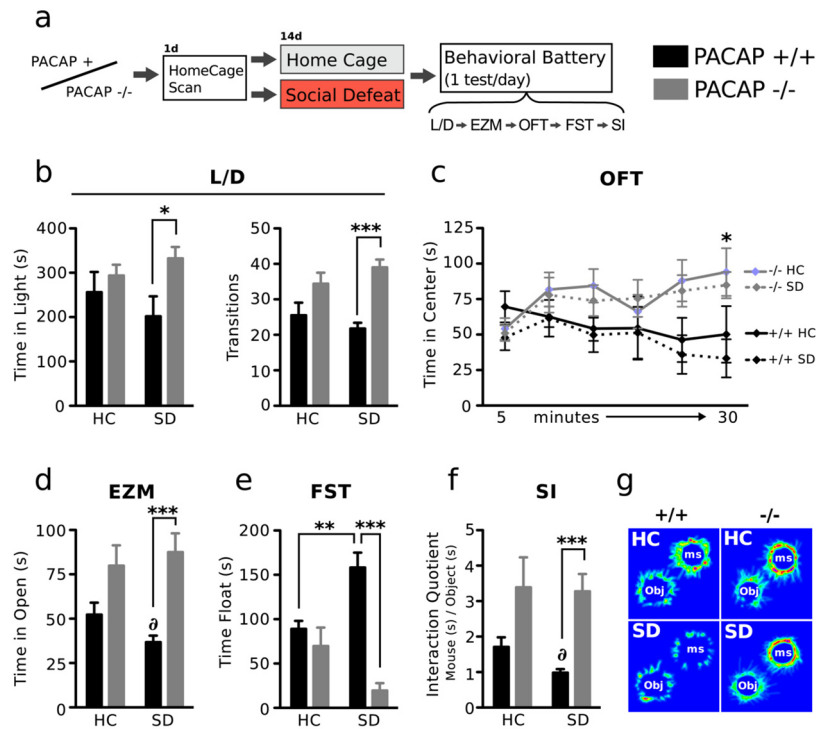 a
PACAP +
PACAP -/-
1d
HomeCage
Scan
14d
Home Cage
Social Defeat
Behavioral Battery
(1 test/day)
L/D
EZM
OFT
FST
SI
PACAP +/+
PACAP -/-
b
L/D
Time in Light (s)
400
300
200
100
0
*
HC
SD
Transitions
50
40
30
20
10
0
***
HC
SD
c
OFT
Time in Center (s)
125
100
75
50
25
0
*
-/- HC
-/- SD
+/+ HC
+/+ SD
5
minutes
30
d
EZM
Time in Open (s)
100
75
50
25
0
***
∂
HC
SD
e
FST
Time Float (s)
200
150
100
50
0
**
***
HC
SD
f
SI
Interaction Quotient
Mouse (s) / Object (s)
5
4
3
2
1
0
***
∂
HC
SD
g
+/+
-/-
HC
ms
Obj
HC
ms
Obj
SD
ms
Obj
SD
ms
Obj